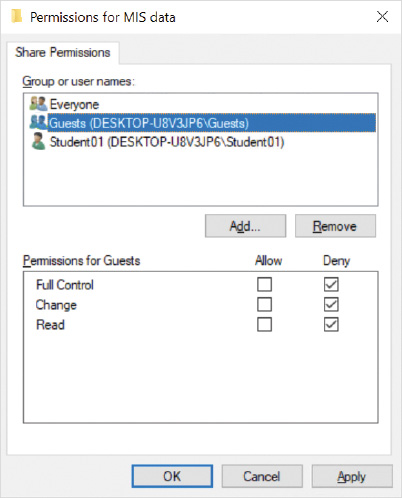 Permissions for MIS data
Share Permissions
Group or user names:
Everyone
Guests (DESKTOP-U8V3JP6\Guests)
Student01 (DESKTOP-U8V3JP6\Student01)
Add... Remove
Permissions for Guests Allow Deny
Full Control
Change
Read
OK Cancel Apply